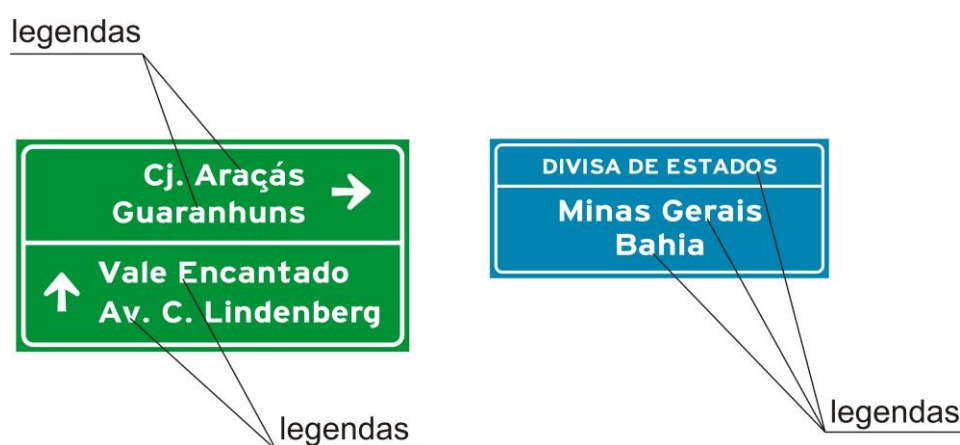 legendas
Cj. Araçás
Guaranhuns
Vale Encantado
Av. C. Lindenberg
legendas
DIVISA DE ESTADOS
Minas Gerais
Bahia
legendas